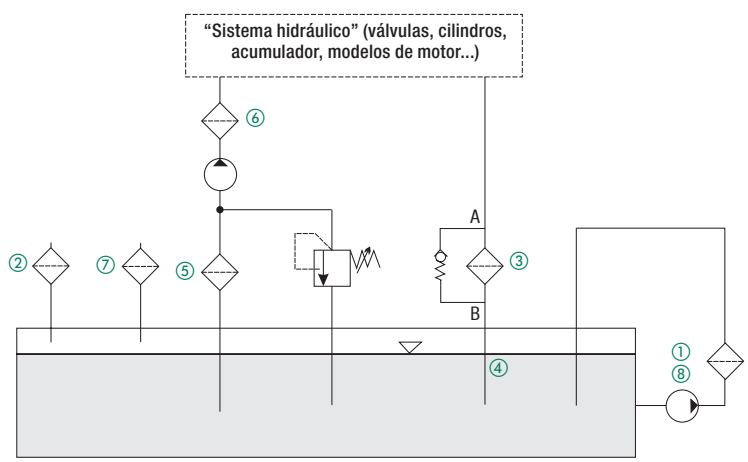 “Sistema hidráulico” (válvulas, cilindros,
acumulador, modelos de motor...)
⑥
A
②
⑦
⑤
③
B
①
④
⑧